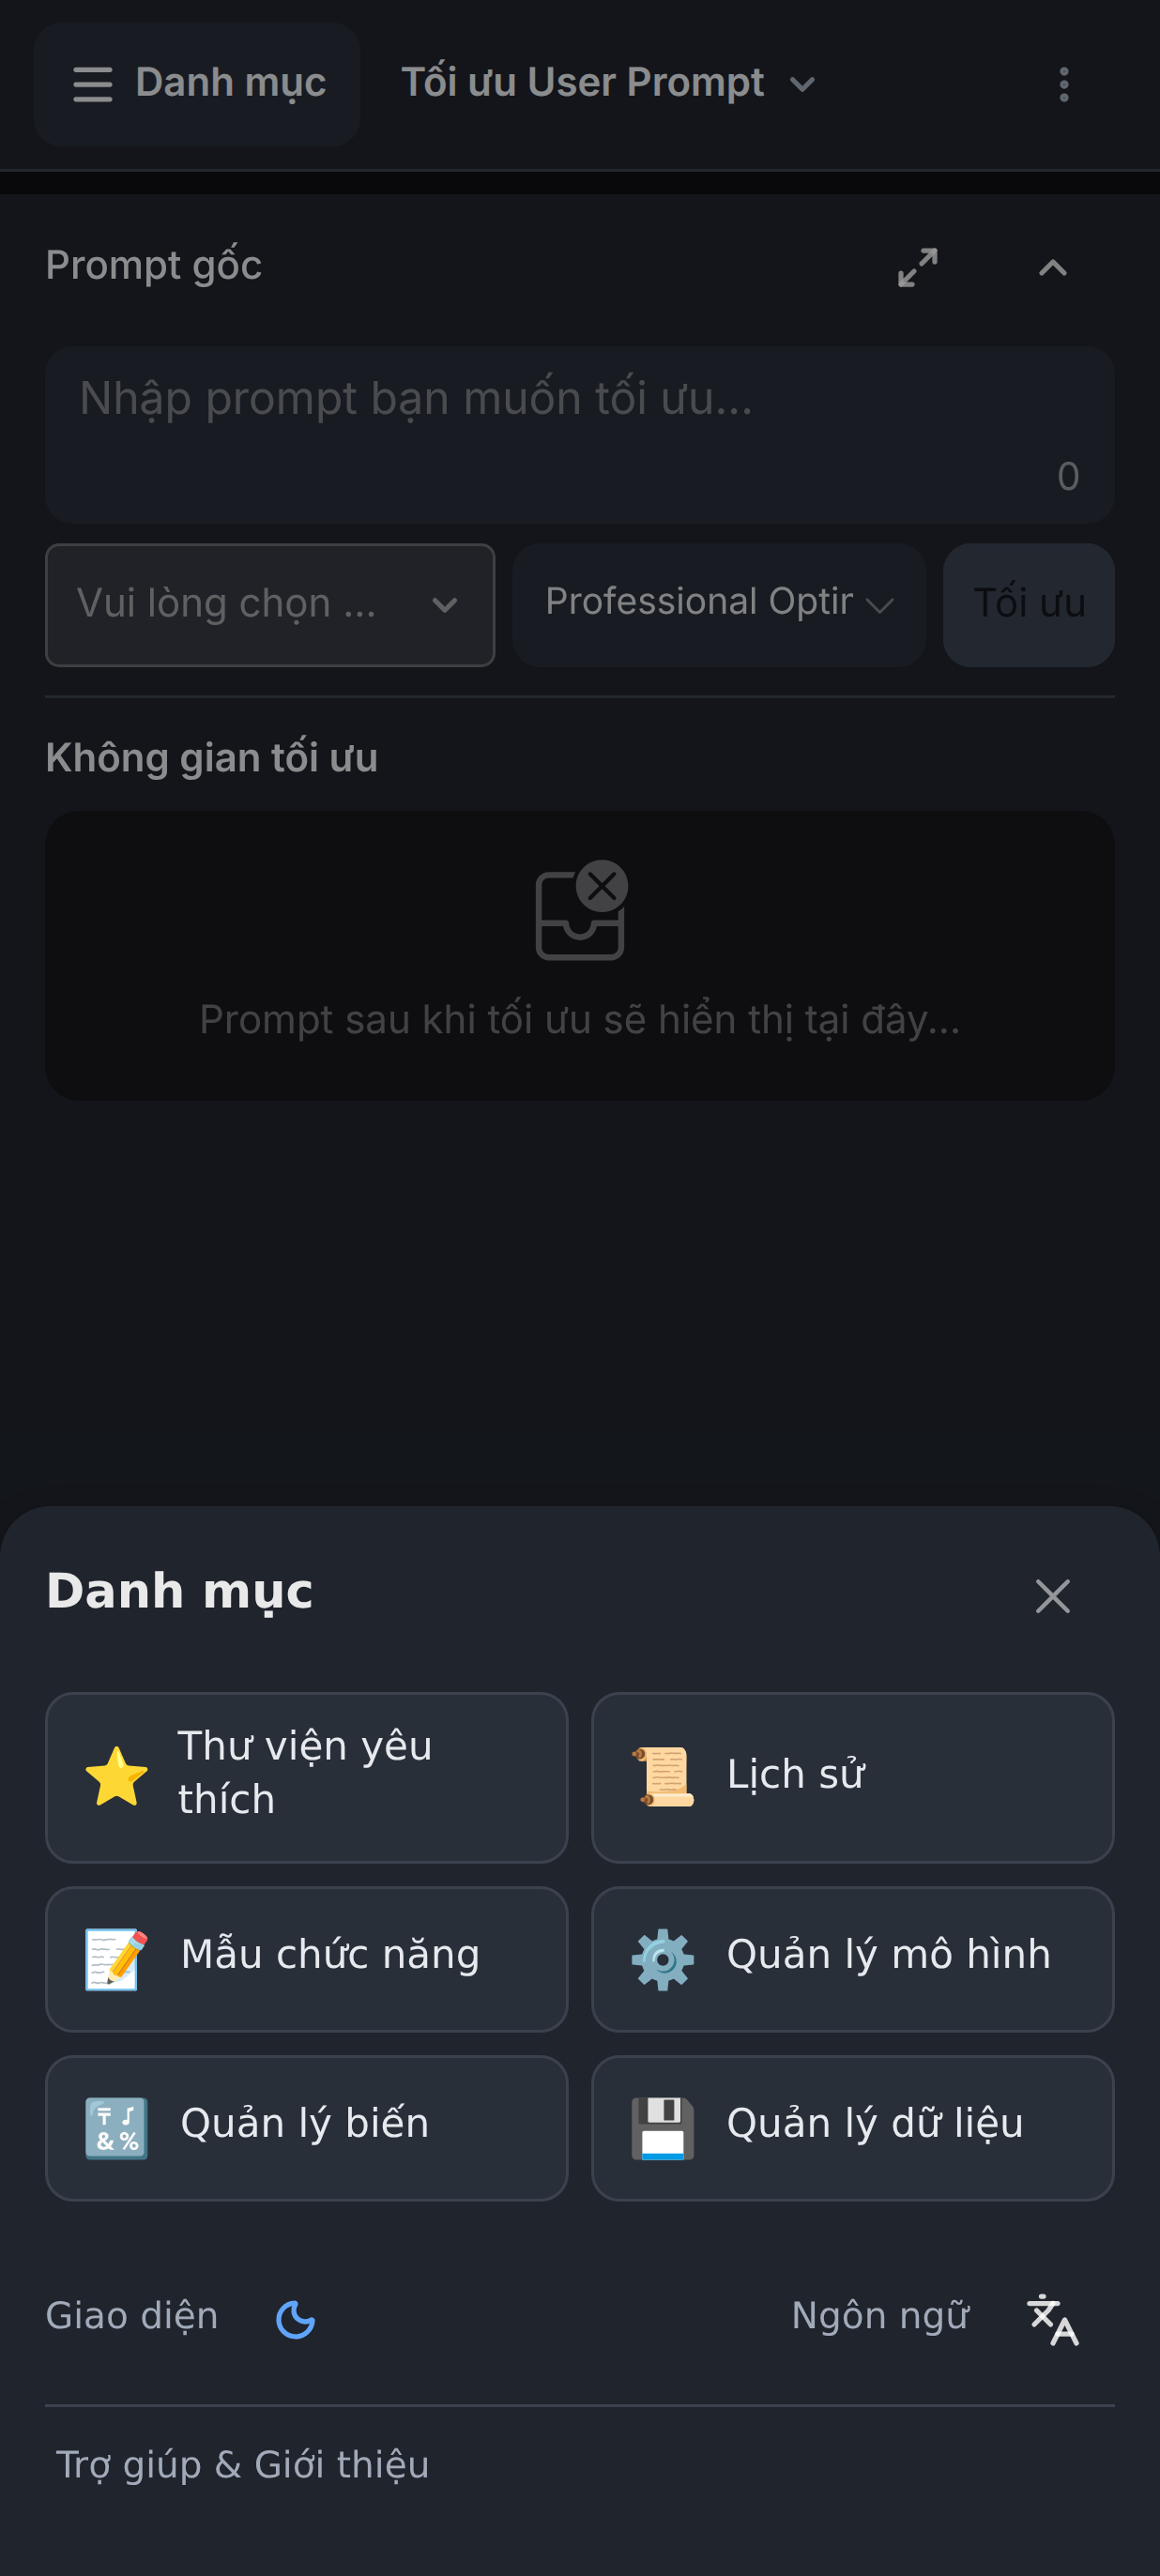 Danh mục
Tối ưu User Prompt
Prompt gốc
Nhập prompt bạn muốn tối ưu...
0
Vui lòng chọn ...
Professional Optir
Tối ưu
Không gian tối ưu
Prompt sau khi tối ưu sẽ hiển thị tại đây...
Danh mục
Thư viện yêu
thích
Lịch sử
Mẫu chức năng
Quản lý mô hình
Quản lý biến
Quản lý dữ liệu
Giao diện
Ngôn ngữ
Trợ giúp & Giới thiệu